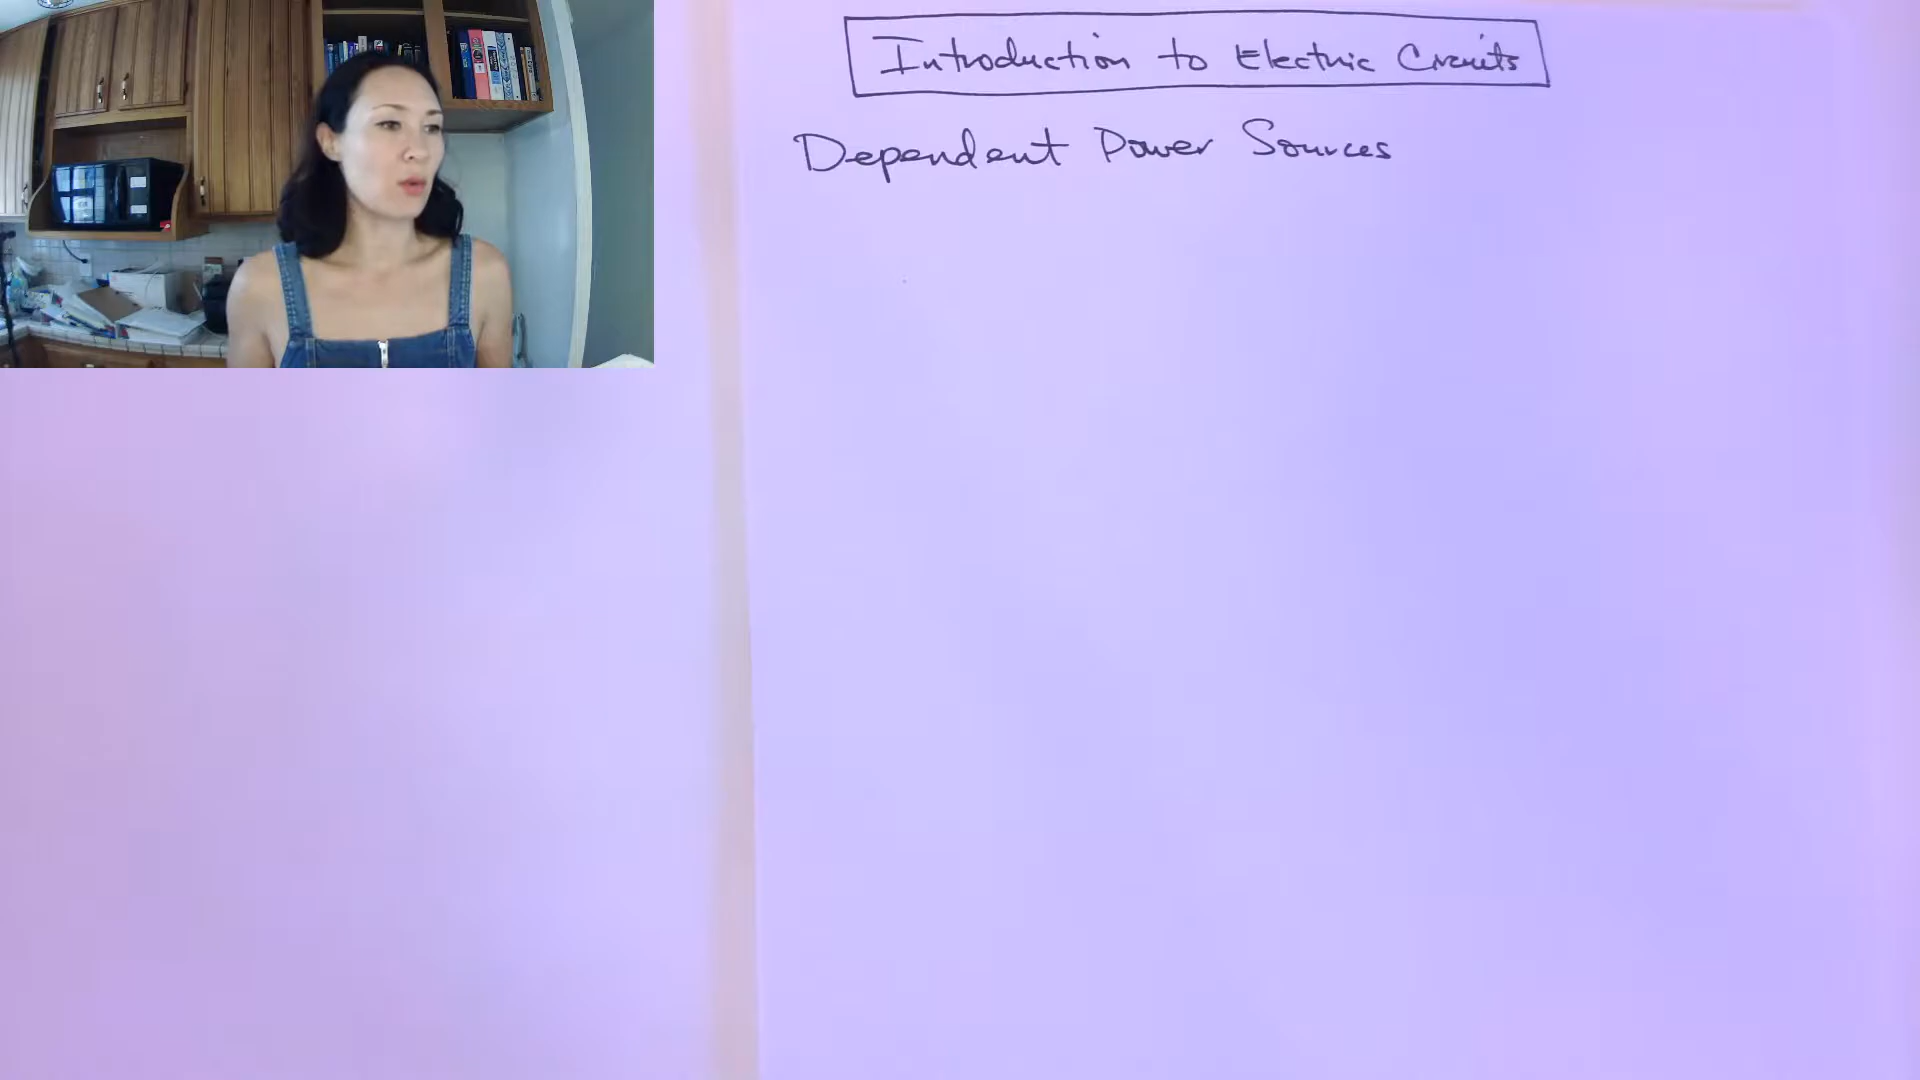 Introduction to Electric Circuits
Dependent Power Sources